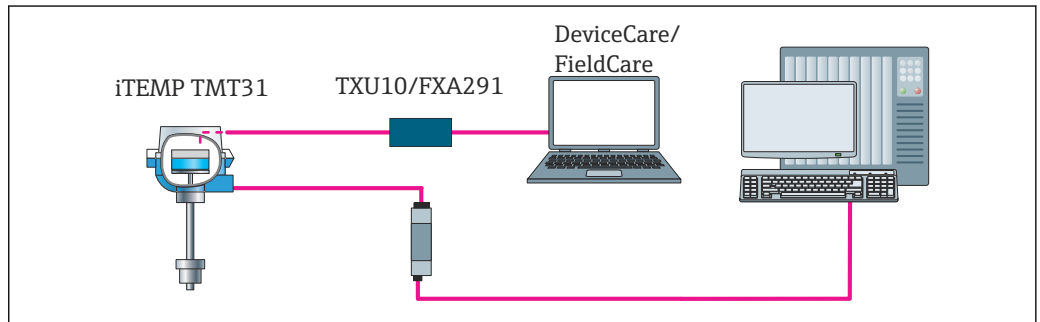 iTEMP TMT31
TXU10/FXA291
DeviceCare/
FieldCare